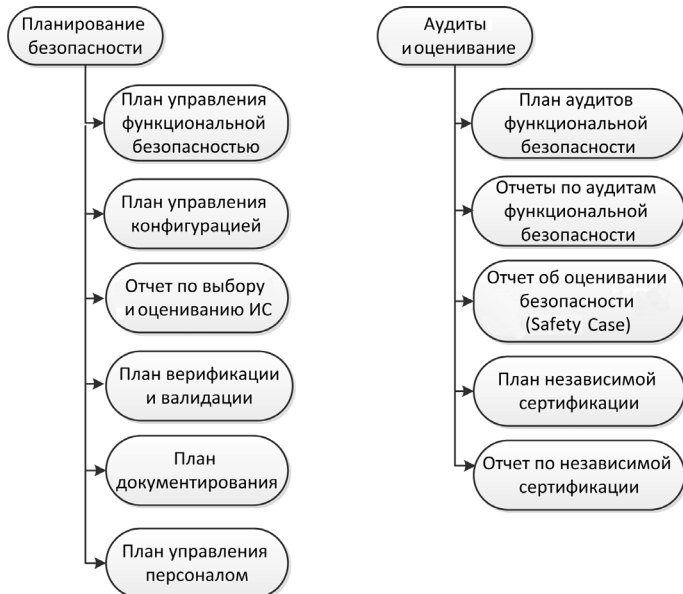 Планирование
безопасности
План управления
функциональной
безопасностью
План управления
конфигурацией
Отчет по выбору
и оцениванию ИС
План верификации
и валидации
План
документирования
План управления
персоналом
Аудиты
и оценивание
План аудитов
функциональной
безопасности
Отчеты по аудитам
функциональной
безопасности
Отчет об оценивании
безопасности
(Safety Case)
План независимой
сертификации
Отчет по независимой
сертификации